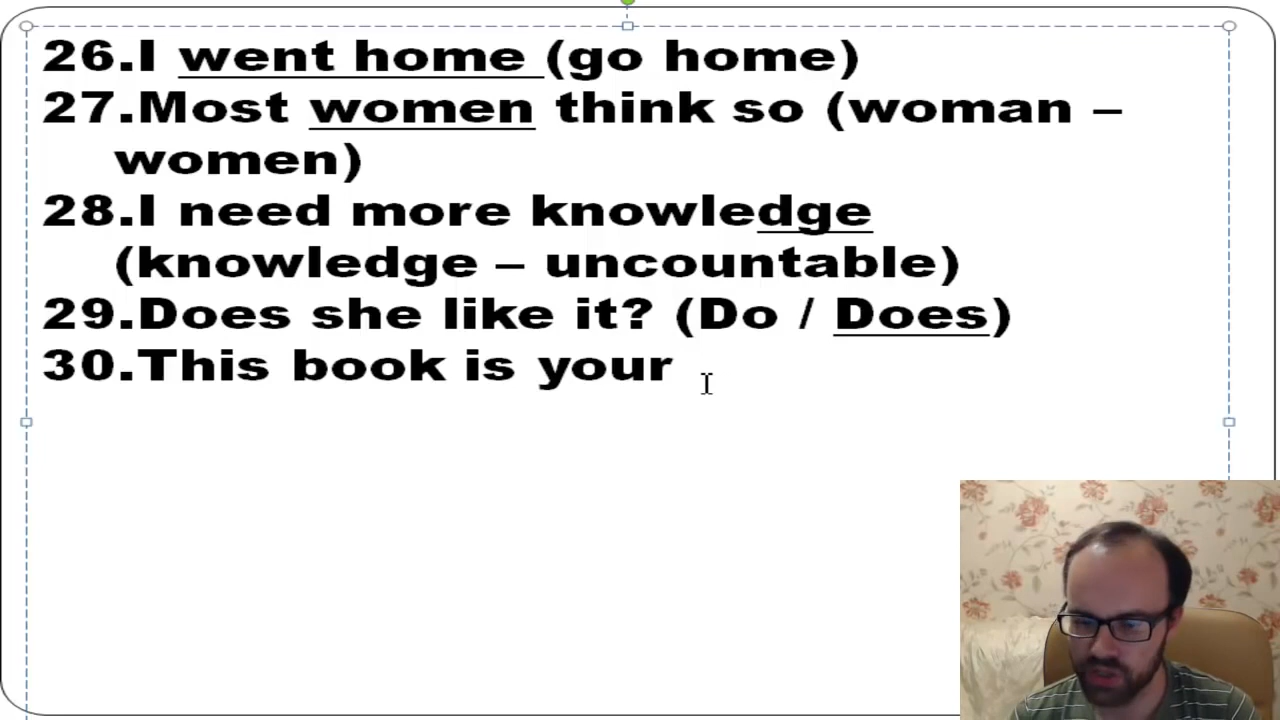 26.I went home (go home)
27.Most women think so (woman –
women)
28.I need more knowledge
(knowledge – uncountable)
29.Does she like it? (Do / Does)
30.This book is your